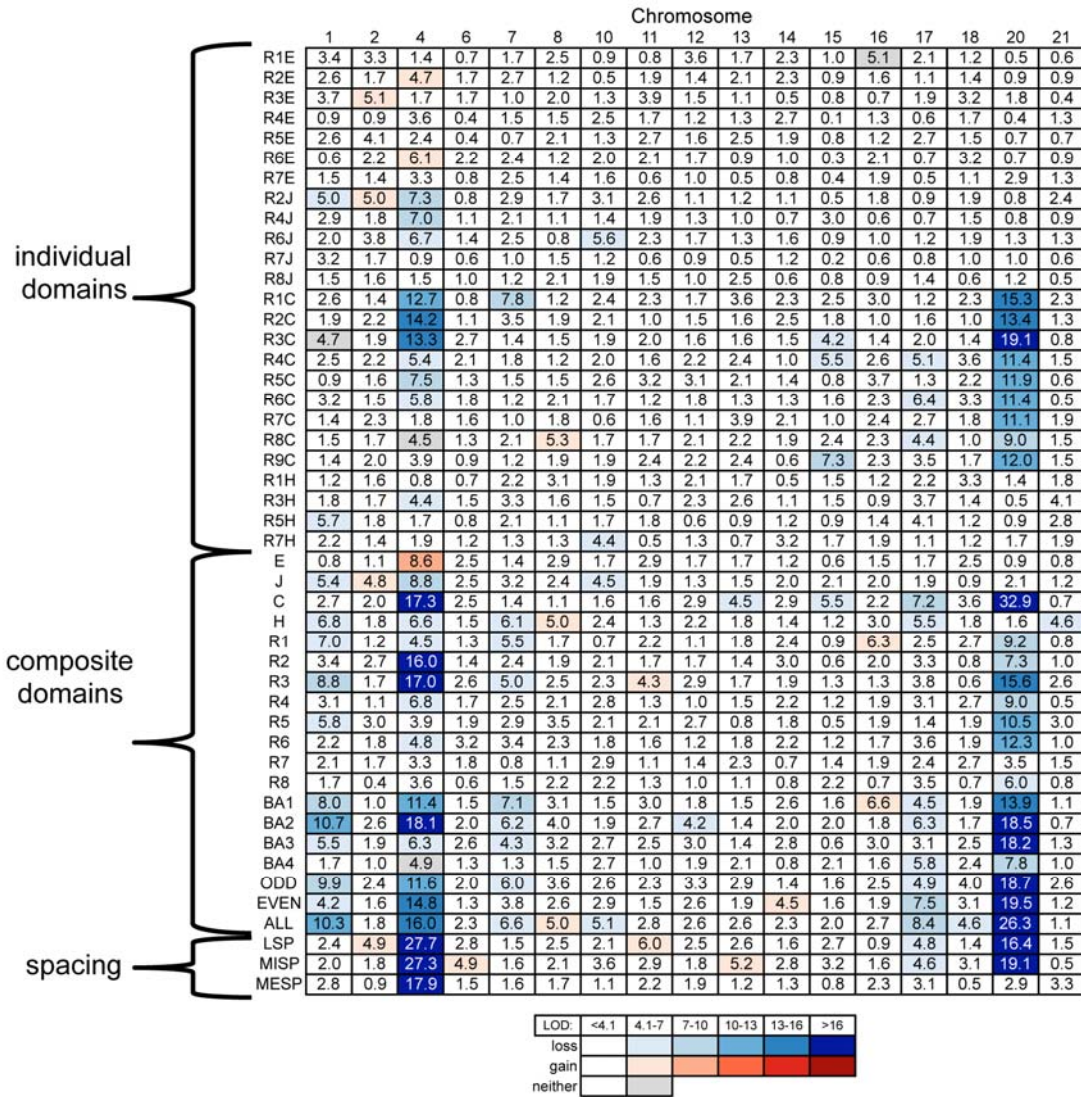 Chromosome
1 2 4 6 7 8 10 11 12 13 14 15 16 17 18 20 21
R1E 3.4 3.3 1.4 0.7 1.7 2.5 0.9 0.8 3.6 1.7 2.3 1.0 5.1 2.1 1.2 0.5 0.6
R2E 2.6 1.7 4.7 1.7 2.7 1.2 0.5 1.9 1.4 2.1 2.3 0.9 1.6 1.1 1.4 0.9 0.9
R3E 3.7 5.1 1.7 1.7 1.0 2.0 1.3 3.9 1.5 1.1 0.5 0.8 0.7 1.9 3.2 1.8 0.4
R4E 0.9 0.9 3.6 0.4 1.5 1.5 2.5 1.7 1.2 1.3 2.7 0.1 1.3 0.6 1.7 0.4 1.3
R5E 2.6 4.1 2.4 0.4 0.7 2.1 1.3 2.7 1.6 2.5 1.9 0.8 1.2 2.7 1.5 0.7 0.7
R6E 0.6 2.2 6.1 2.2 2.4 1.2 2.0 2.1 1.7 0.9 1.0 0.3 2.1 0.7 3.2 0.7 0.9
R7E 1.5 1.4 3.3 0.8 2.5 1.4 1.6 0.6 1.0 0.5 0.8 0.4 1.9 0.5 1.1 2.9 1.3
R2J 5.0 5.0 7.3 0.8 2.9 1.7 3.1 2.6 1.1 1.2 1.1 0.5 1.8 0.9 1.9 0.8 2.4
R4J 2.9 1.8 7.0 1.1 2.1 1.1 1.4 1.9 1.3 1.0 0.7 3.0 0.6 0.7 1.5 0.8 0.9
R6J 2.0 3.8 6.7 1.4 2.5 0.8 5.6 2.3 1.7 1.3 1.6 0.9 1.0 1.2 1.9 1.3 1.3
R7J 3.2 1.7 0.9 0.6 1.0 1.5 1.2 0.6 0.9 0.5 1.2 0.2 0.6 0.8 1.0 1.0 0.6
R8J 1.5 1.6 1.5 1.0 1.2 2.1 1.9 1.5 1.0 2.5 0.6 0.8 0.9 1.4 0.6 1.2 0.5
individual
domains
R1C 2.6 1.4 12.7 0.8 7.8 1.2 2.4 2.3 1.7 3.6 2.3 2.5 3.0 1.2 2.3 15.3 2.3
R2C 1.9 2.2 14.2 1.1 3.5 1.9 2.1 1.0 1.5 1.6 2.5 1.8 1.0 1.6 1.0 13.4 1.3
R3C 4.7 1.9 13.3 2.7 1.4 1.5 1.9 2.0 1.6 1.6 1.5 4.2 1.4 2.0 1.4 19.1 0.8
R4C 2.5 2.2 5.4 2.1 1.8 1.2 2.0 1.6 2.2 2.4 1.0 5.5 2.6 5.1 3.6 11.4 1.5
R5C 0.9 1.6 7.5 1.3 1.5 1.5 2.6 3.2 3.1 2.1 1.4 0.8 3.7 1.3 2.2 11.9 0.6
R6C 3.2 1.5 5.8 1.8 1.2 2.1 1.7 1.2 1.8 1.3 1.3 1.6 2.3 6.4 3.3 11.4 0.5
R7C 1.4 2.3 1.8 1.6 1.0 1.8 0.6 1.6 1.1 3.9 2.1 1.0 2.4 2.7 1.8 11.1 1.9
R8C 1.5 1.7 4.5 1.3 2.1 5.3 1.7 1.7 2.1 2.2 1.9 2.4 2.3 4.4 1.0 9.0 1.5
R9C 1.4 2.0 3.9 0.9 1.2 1.9 1.9 2.4 2.2 2.4 0.6 7.3 2.3 3.5 1.7 12.0 1.5
R1H 1.2 1.6 0.8 0.7 2.2 3.1 1.9 1.3 2.1 1.7 0.5 1.5 1.2 2.2 3.3 1.4 1.8
R3H 1.8 1.7 4.4 1.5 3.3 1.6 1.5 0.7 2.3 2.6 1.1 1.5 0.9 3.7 1.4 0.5 4.1
R5H 5.7 1.8 1.7 0.8 2.1 1.1 1.7 1.8 0.6 0.9 1.2 0.9 1.4 4.1 1.2 0.9 2.8
R7H 2.2 1.4 1.9 1.2 1.3 1.3 4.4 0.5 1.3 0.7 3.2 1.7 1.9 1.1 1.2 1.7 1.9
E 0.8 1.1 8.6 2.5 1.4 2.9 1.7 2.9 1.7 1.7 1.2 0.6 1.5 1.7 2.5 0.9 0.8
J 5.4 4.8 8.8 2.5 3.2 2.4 4.5 1.9 1.3 1.5 2.0 2.1 2.0 1.9 0.9 2.1 1.2
C 2.7 2.0 17.3 2.5 1.4 1.1 1.6 1.6 2.9 4.5 2.9 5.5 2.2 7.2 3.6 32.9 0.7
H 6.8 1.8 6.6 1.5 6.1 5.0 2.4 1.3 2.2 1.8 1.4 1.2 3.0 5.5 1.8 1.6 4.6
R1 7.0 1.2 4.5 1.3 5.5 1.7 0.7 2.2 1.1 1.8 2.4 0.9 6.3 2.5 2.7 9.2 0.8
R2 3.4 2.7 16.0 1.4 2.4 1.9 2.1 1.7 1.7 1.4 3.0 0.6 2.0 3.3 0.8 7.3 1.0
R3 8.8 1.7 17.0 2.6 5.0 2.5 2.3 4.3 2.9 1.7 1.9 1.3 1.3 3.8 0.6 15.6 2.6
R4 3.1 1.1 6.8 1.7 2.5 2.1 2.8 1.3 1.0 1.5 2.2 1.2 1.9 3.1 2.7 9.0 0.5
R5 5.8 3.0 3.9 1.9 2.9 3.5 2.1 2.1 2.7 0.8 1.8 0.5 1.9 1.4 1.9 10.5 3.0
R6 2.2 1.8 4.8 3.2 3.4 2.3 1.8 1.6 1.2 1.8 2.2 1.2 1.7 3.6 1.9 12.3 1.0
R7 2.1 1.7 3.3 1.8 0.8 1.1 2.9 1.1 1.4 2.3 0.7 1.4 1.9 2.4 2.7 3.5 1.5
R8 1.7 0.4 3.6 0.6 1.5 2.2 2.2 1.3 1.0 1.1 0.8 2.2 0.7 3.5 0.7 6.0 0.8
BA1 8.0 1.0 11.4 1.5 7.1 3.1 1.5 3.0 1.8 1.5 2.6 1.6 6.6 4.5 1.9 13.9 1.1
BA2 10.7 2.6 18.1 2.0 6.2 4.0 1.9 2.7 4.2 1.4 2.0 2.0 1.8 6.3 1.7 18.5 0.7
BA3 5.5 1.9 6.3 2.6 4.3 3.2 2.7 2.5 3.0 1.4 2.8 0.6 3.0 3.1 2.5 18.2 1.3
BA4 1.7 1.0 4.9 1.3 1.3 1.5 2.7 1.0 1.9 2.1 0.8 2.1 1.6 5.8 2.4 7.8 1.0
ODD 9.9 2.4 11.6 2.0 6.0 3.6 2.6 2.3 3.3 2.9 1.4 1.6 2.5 4.9 4.0 18.7 2.6
EVEN 4.2 1.6 14.8 1.3 3.8 2.6 2.9 1.5 1.9 1.4 4.5 1.6 1.9 7.5 3.1 19.5 1.2
ALL 10.3 1.8 16.0 2.3 6.6 5.0 5.1 2.8 2.6 2.6 2.3 2.0 2.7 8.4 4.6 26.3 1.1
composite
domains
LSP 2.4 4.9 27.7 2.8 1.5 2.5 2.1 6.0 2.5 2.6 1.6 2.7 0.9 4.8 1.4 16.4 1.5
MISP 2.0 1.8 27.3 4.9 1.6 2.1 3.6 2.9 1.8 5.2 2.8 3.2 1.6 4.6 3.1 19.1 0.5
MESP 2.8 0.9 17.9 1.5 1.6 1.7 1.1 2.2 1.9 1.2 1.3 0.8 2.3 3.1 0.5 2.9 3.3
spacing
LOD: <4.1 4.1-7 7-10 10-13 13-16 >16
loss
gain
neither